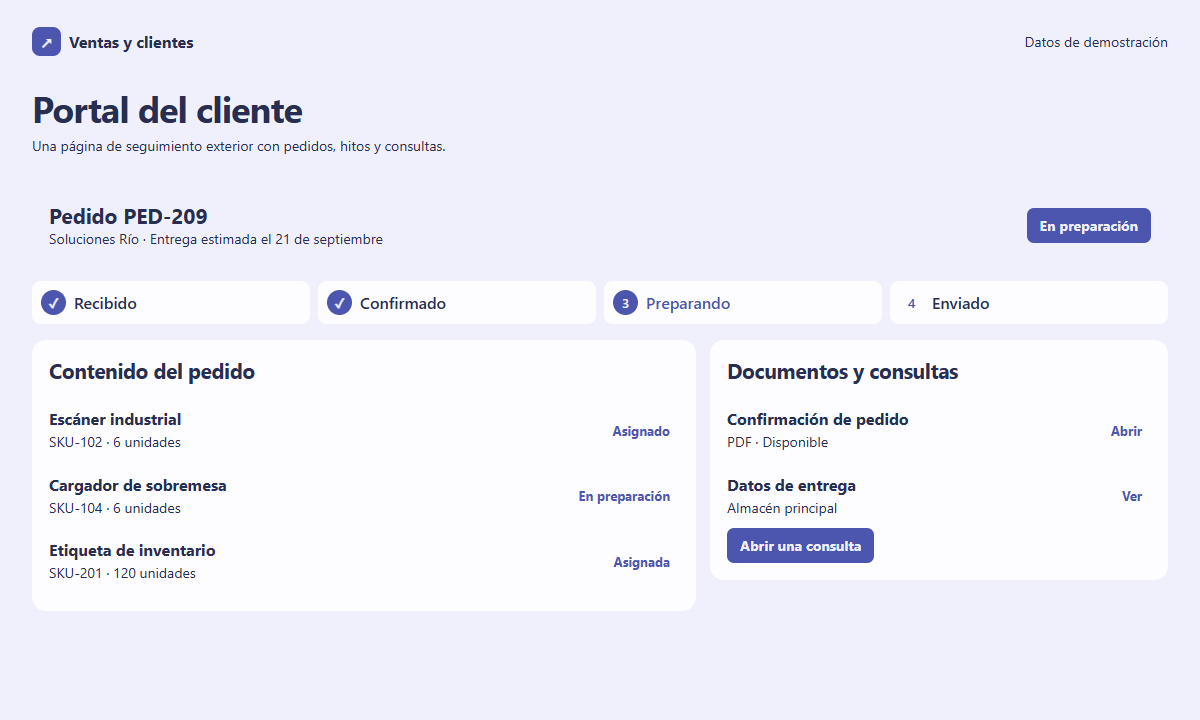 Ventas y clientes
Datos de demostración
Portal del cliente
Una página de seguimiento exterior con pedidos, hitos y consultas.
Pedido PED-209
Soluciones Río · Entrega estimada el 21 de septiembre
En preparación
Recibido
Confirmado
3 Preparando
4 Enviado
Contenido del pedido
Escáner industrial
SKU-102 · 6 unidades
Asignado
Cargador de sobremesa
SKU-104 · 6 unidades
En preparación
Etiqueta de inventario
SKU-201 · 120 unidades
Asignada
Documentos y consultas
Confirmación de pedido
PDF · Disponible
Abrir
Datos de entrega
Almacén principal
Ver
Abrir una consulta